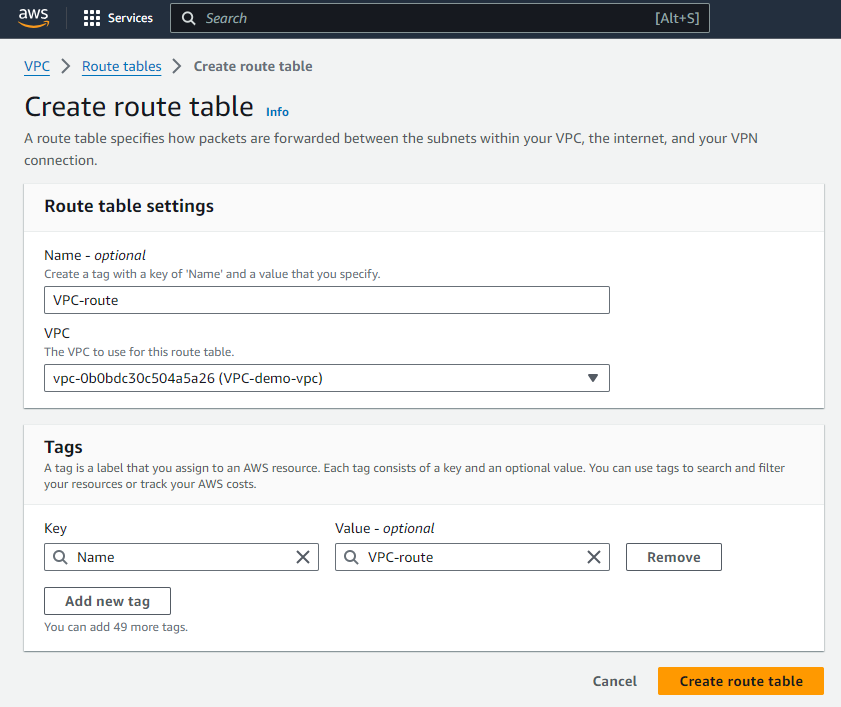 aws Services Search [Alt+S]
VPC Route tables Create route table
Create route table Info
A route table specifies how packets are forwarded between the subnets within your VPC, the internet, and your VPN
connection.
Route table settings
Name - optional
Create a tag with a key of 'Name' and a value that you specify.
VPC-route
VPC
The VPC to use for this route table.
vpc-0b0bdc30c504a5a26 (VPC-demo-vpc)
Tags
A tag is a label that you assign to an AWS resource. Each tag consists of a key and an optional value. You can use tags to search and filter
your resources or track your AWS costs.
Key Value - optional
Name VPC-route Remove
Add new tag
You can add 49 more tags.
Cancel Create route table